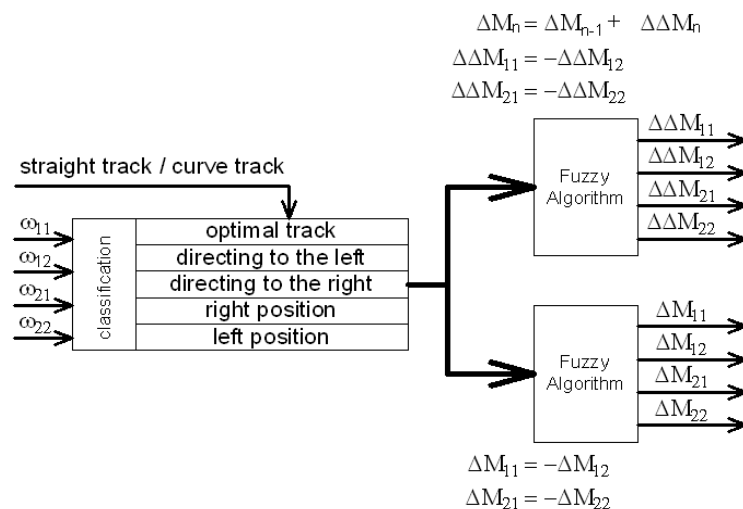 ΔMₙ = ΔMₙ₋₁ + ΔΔMₙ
ΔΔM₁₁ = −ΔΔM₁₂
ΔΔM₂₁ = −ΔΔM₂₂
straight track / curve track
ω₁₁
ω₁₂
ω₂₁
ω₂₂
classification
optimal track
directing to the left
directing to the right
right position
left position
Fuzzy
Algorithm
ΔΔM₁₁
ΔΔM₁₂
ΔΔM₂₁
ΔΔM₂₂
Fuzzy
Algorithm
ΔM₁₁
ΔM₁₂
ΔM₂₁
ΔM₂₂
ΔM₁₁ = −ΔM₁₂
ΔM₂₁ = −ΔM₂₂